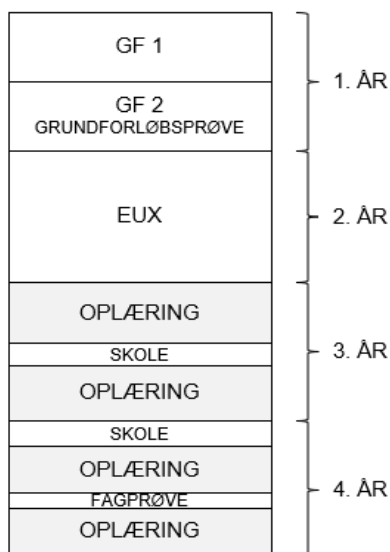 GF 1
GF 2
GRUNDFORLØBSPRØVE
1. ÅR
EUX
2. ÅR
OPLÆRING
SKOLE
OPLÆRING
3. ÅR
SKOLE
OPLÆRING
FAGPRØVE
OPLÆRING
4. ÅR